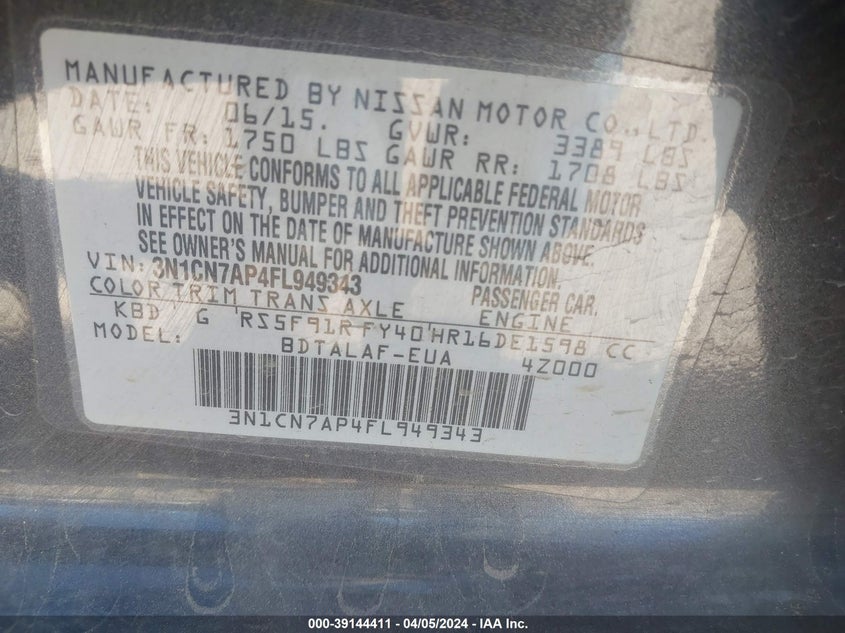 MANUFACTURED BY NISSAN MOTOR CO.,LTD.
DATE: 06/15. GVWR: 3389 LBS
GAWR FR: 1750 LBS GAWR RR: 1708 LBS
THIS VEHICLE CONFORMS TO ALL APPLICABLE FEDERAL MOTOR
VEHICLE SAFETY, BUMPER AND THEFT PREVENTION STANDARDS
IN EFFECT ON THE DATE OF MANUFACTURE SHOWN ABOVE.
SEE OWNER'S MANUAL FOR ADDITIONAL INFORMATION.
VIN: 3N1CN7AP4FL949343 PASSENGER CAR.
COLOR TRIM TRANS AXLE ENGINE
KBD G 'RS5F91R-FY40'HR16DE1598 CC
MODEL: BDTALAF-EUA 4Z000
3N1CN7AP4FL949343
000-39144411 - 04/05/2024 - IAA Inc.